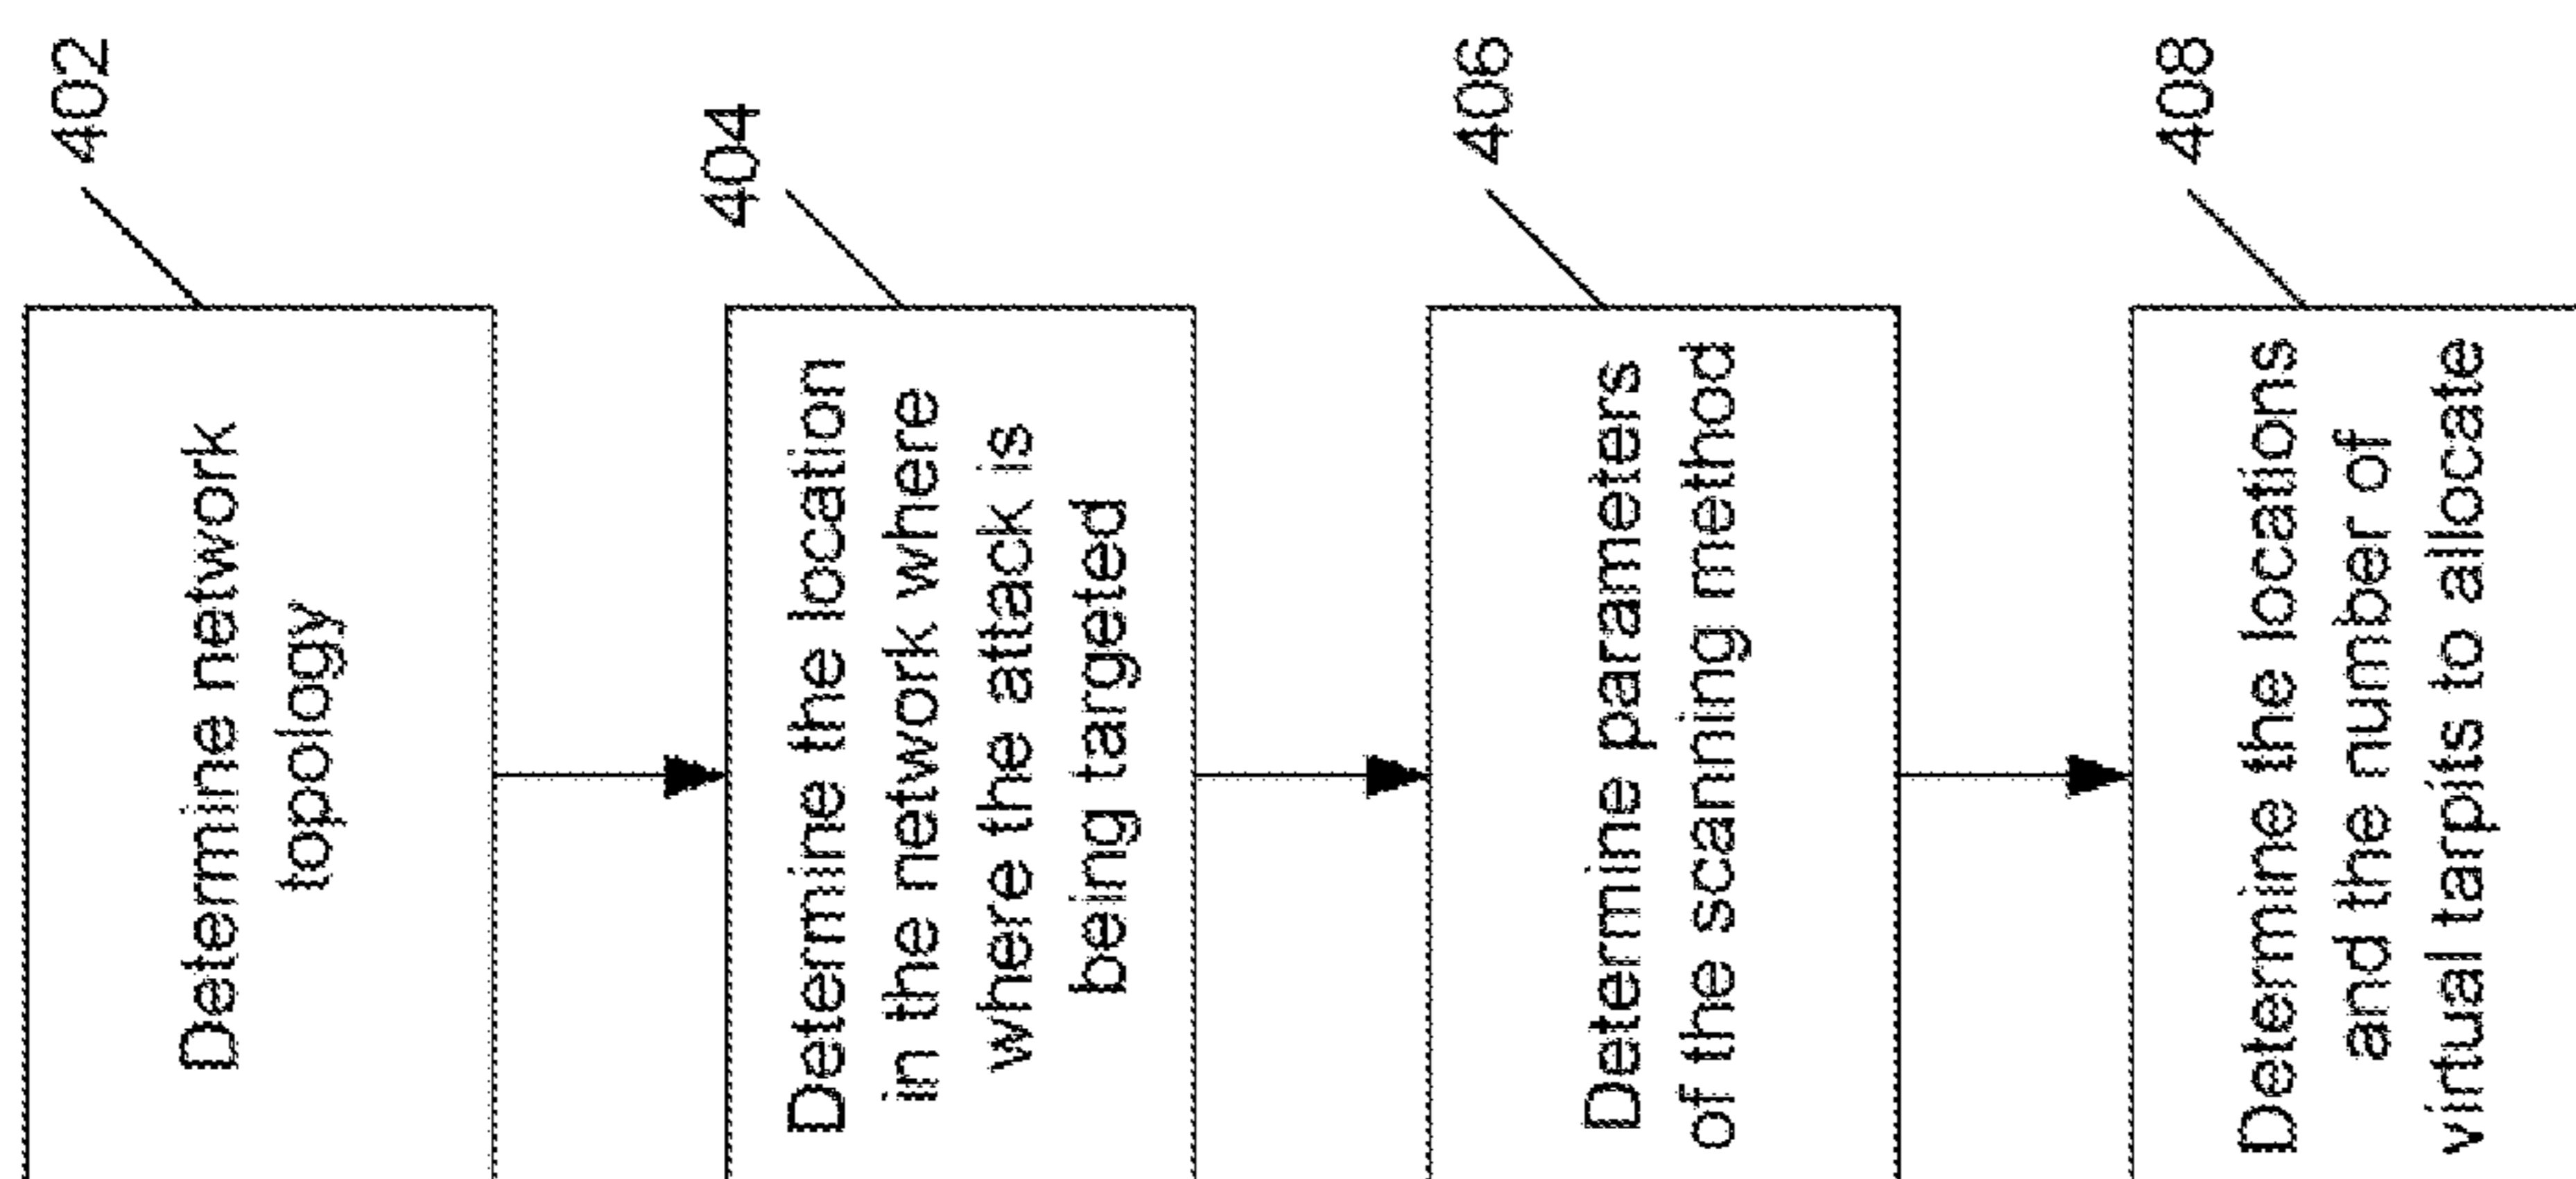 402
Determine network
topology
404
Determine the location
in the network where
where the attack is
being targeted
406
Determine parameters
of the scanning method
408
Determine the locations
and the number of
virtual tarpits to allocate